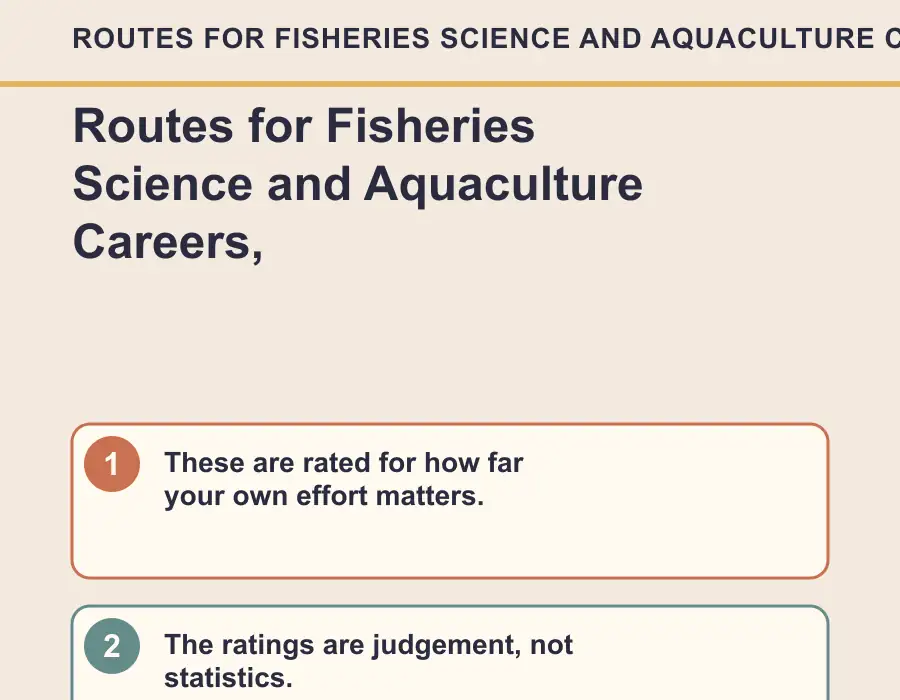 ROUTES FOR FISHERIES SCIENCE AND AQUACULTURE
Routes for Fisheries
Science and Aquaculture
Careers,
1
These are rated for how far
your own effort matters.
2
The ratings are judgement, not
statistics.